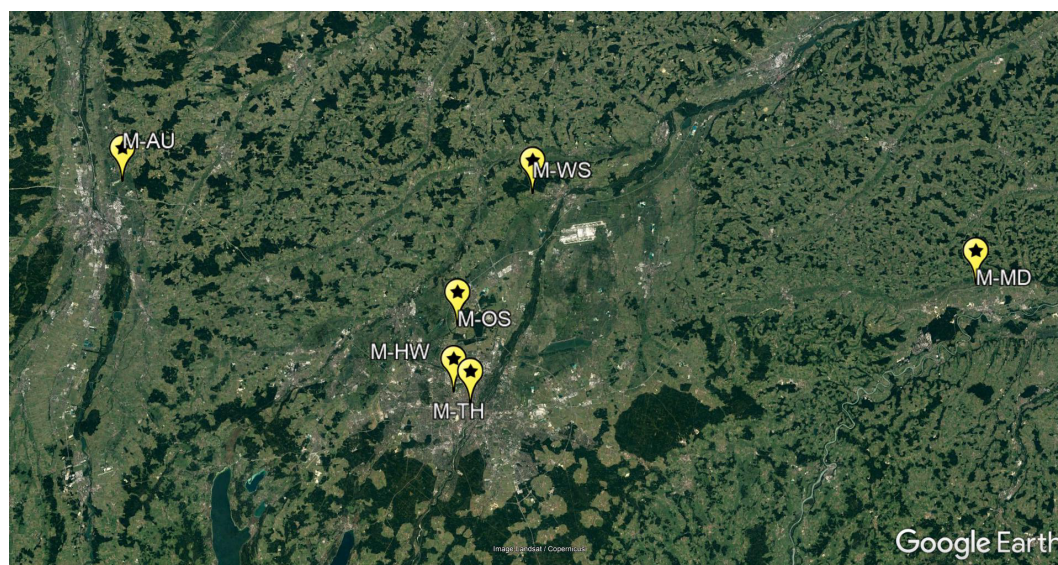 M-AU
M-WS
M-MD
M-OS
M-HW
M-TH
Image Landsat / Copernicus
Google Earth